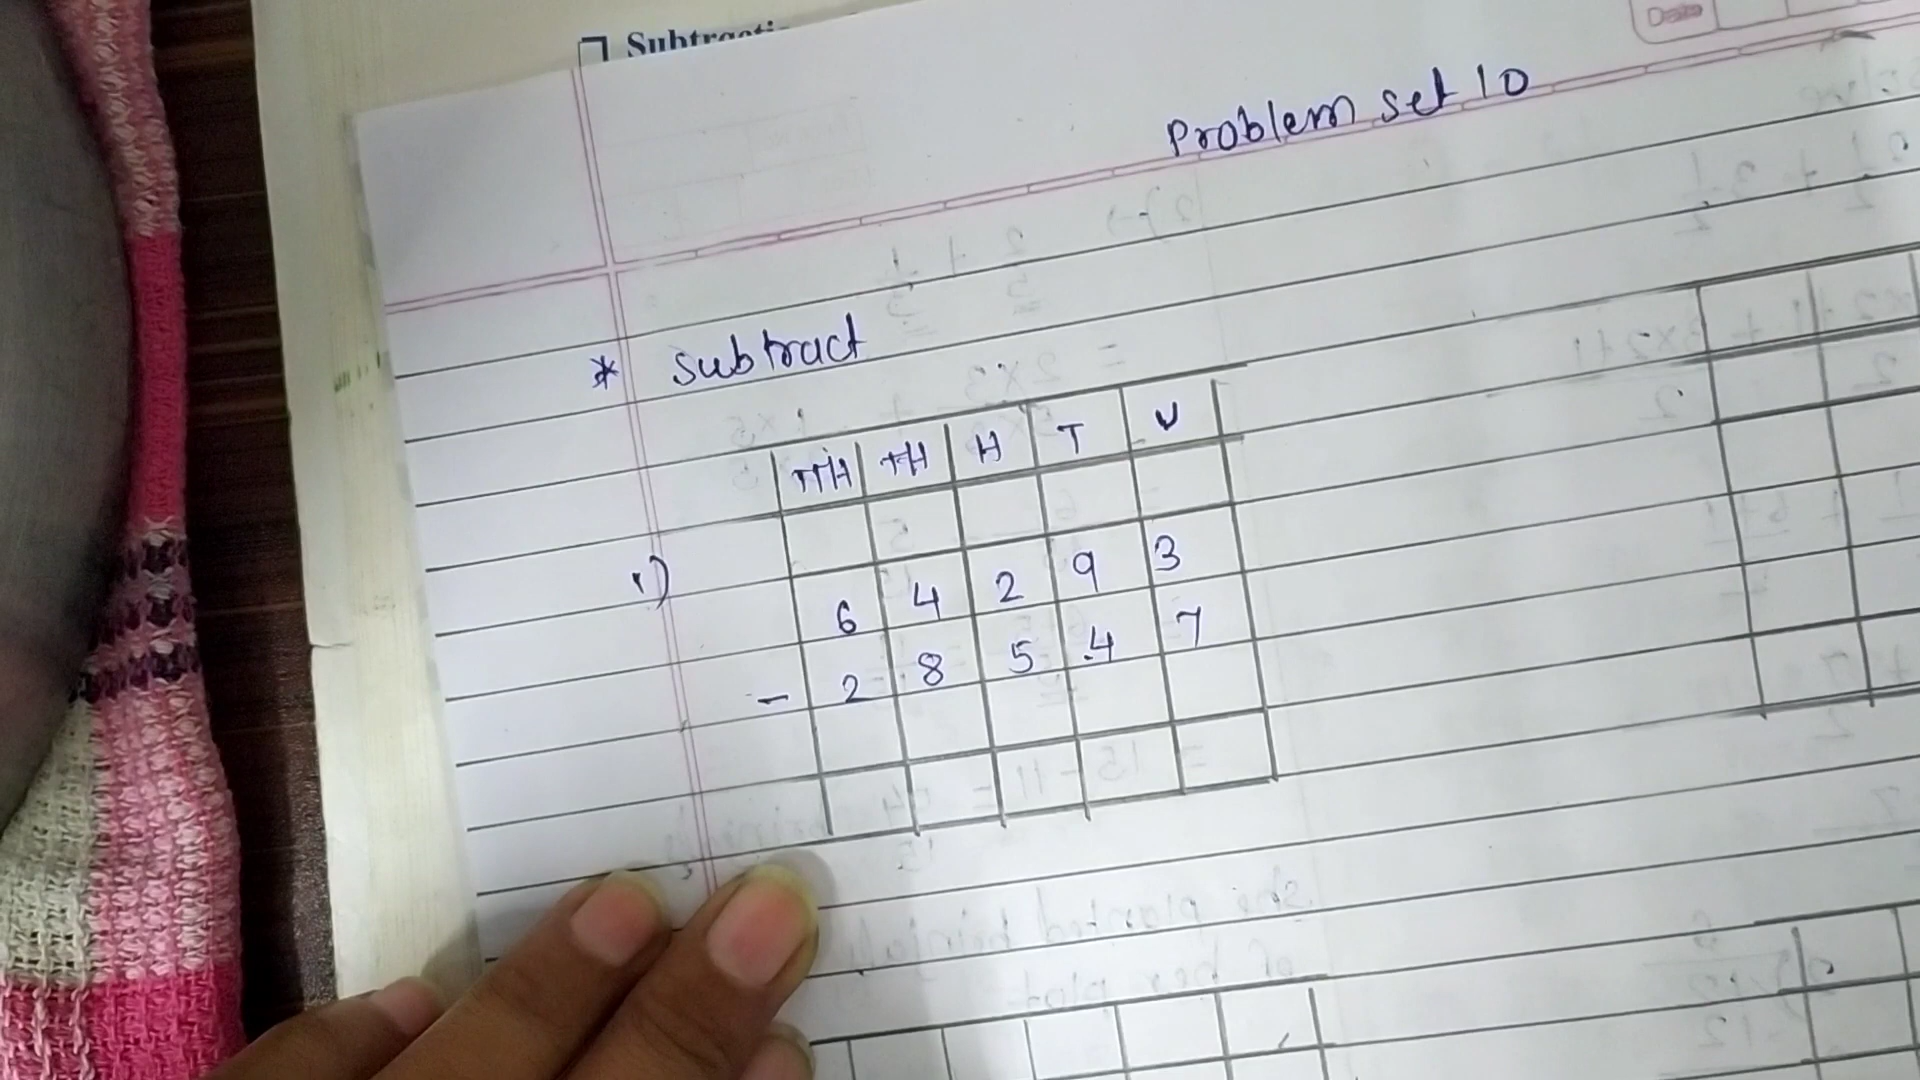 Problem set 10
* subtract
TTH TH H T U
1) 6 4 2 9 3
- 2 8 5 4 7